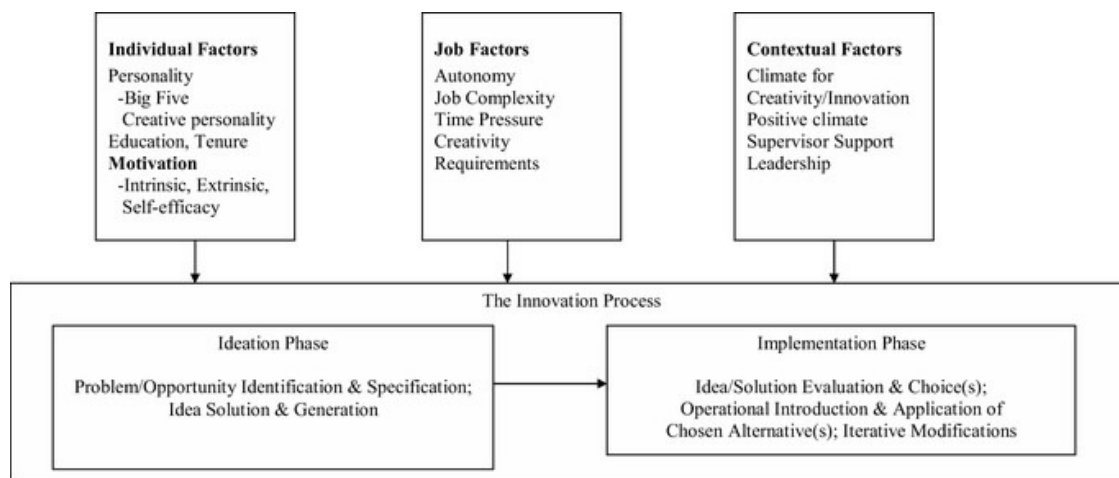 Individual Factors
Personality
-Big Five
Creative personality
Education, Tenure
Motivation
-Intrinsic, Extrinsic,
Self-efficacy
Job Factors
Autonomy
Job Complexity
Time Pressure
Creativity
Requirements
Contextual Factors
Climate for
Creativity/Innovation
Positive climate
Supervisor Support
Leadership
The Innovation Process
Ideation Phase
Problem/Opportunity Identification & Specification;
Idea Solution & Generation
Implementation Phase
Idea/Solution Evaluation & Choice(s);
Operational Introduction & Application of
Chosen Alternative(s); Iterative Modifications